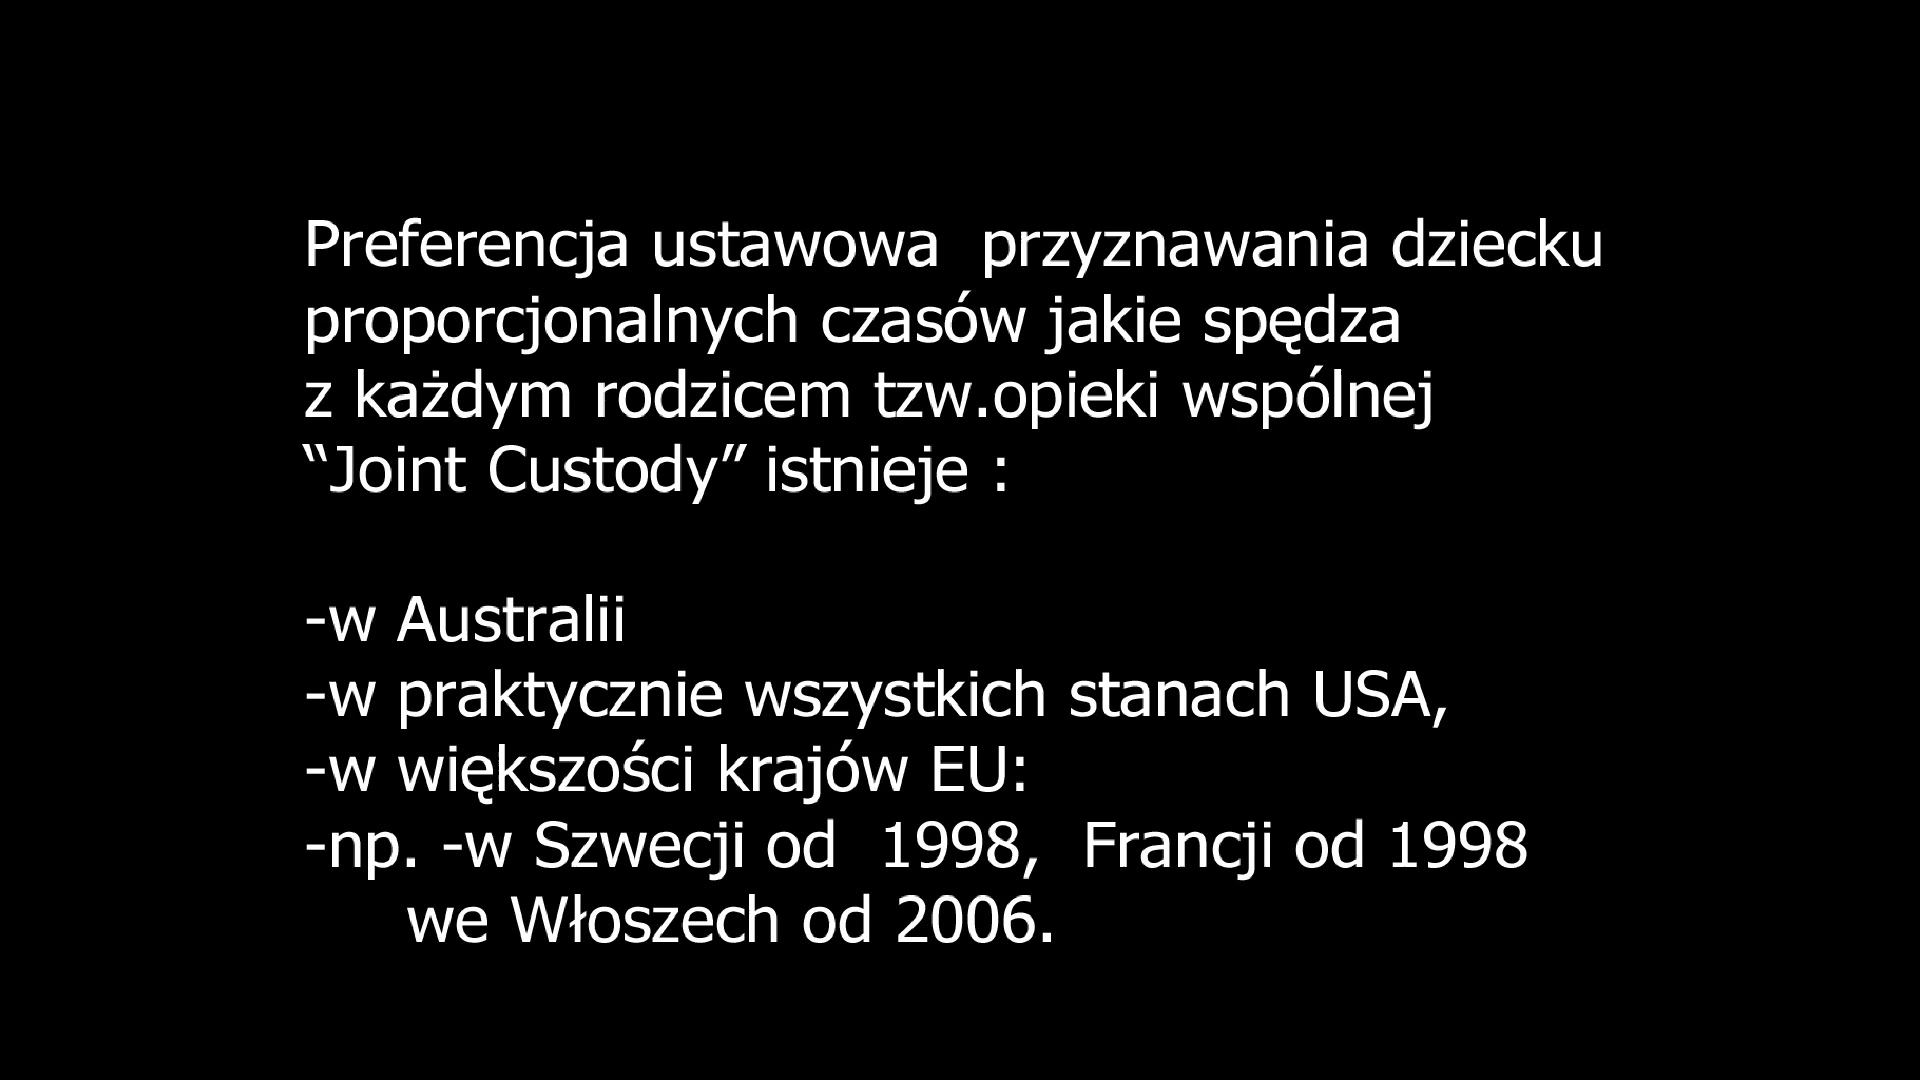 Preferencja ustawowa  przyznawania dziecku
proporcjonalnych czasów jakie spędza
z każdym rodzicem tzw.opieki wspólnej
“Joint Custody” istnieje :
-w Australii
-w praktycznie wszystkich stanach USA,
-w większości krajów EU:
-np. -w Szwecji od  1998,  Francji od 1998
we Włoszech od 2006.